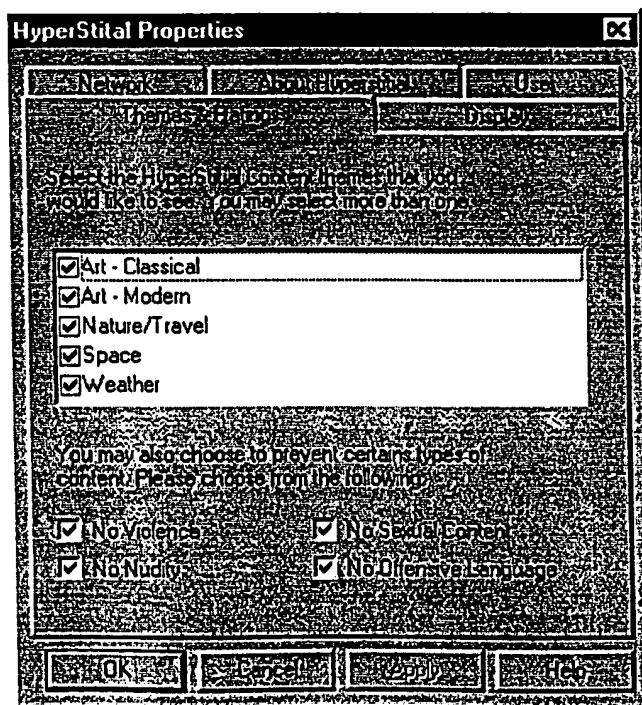 HyperStital Properties
Network About Hyperstital User
Themes & Ratings Display
Select the HyperStitial content themes that you
would like to see. You may select more than one.
Art - Classical
Art - Modern
Nature/Travel
Space
Weather
You may also choose to prevent certains types of
content. Please choose from the following:
No Violence No Sexual Content
No Nudity No Offensive Language
OK Cancel Apply Help